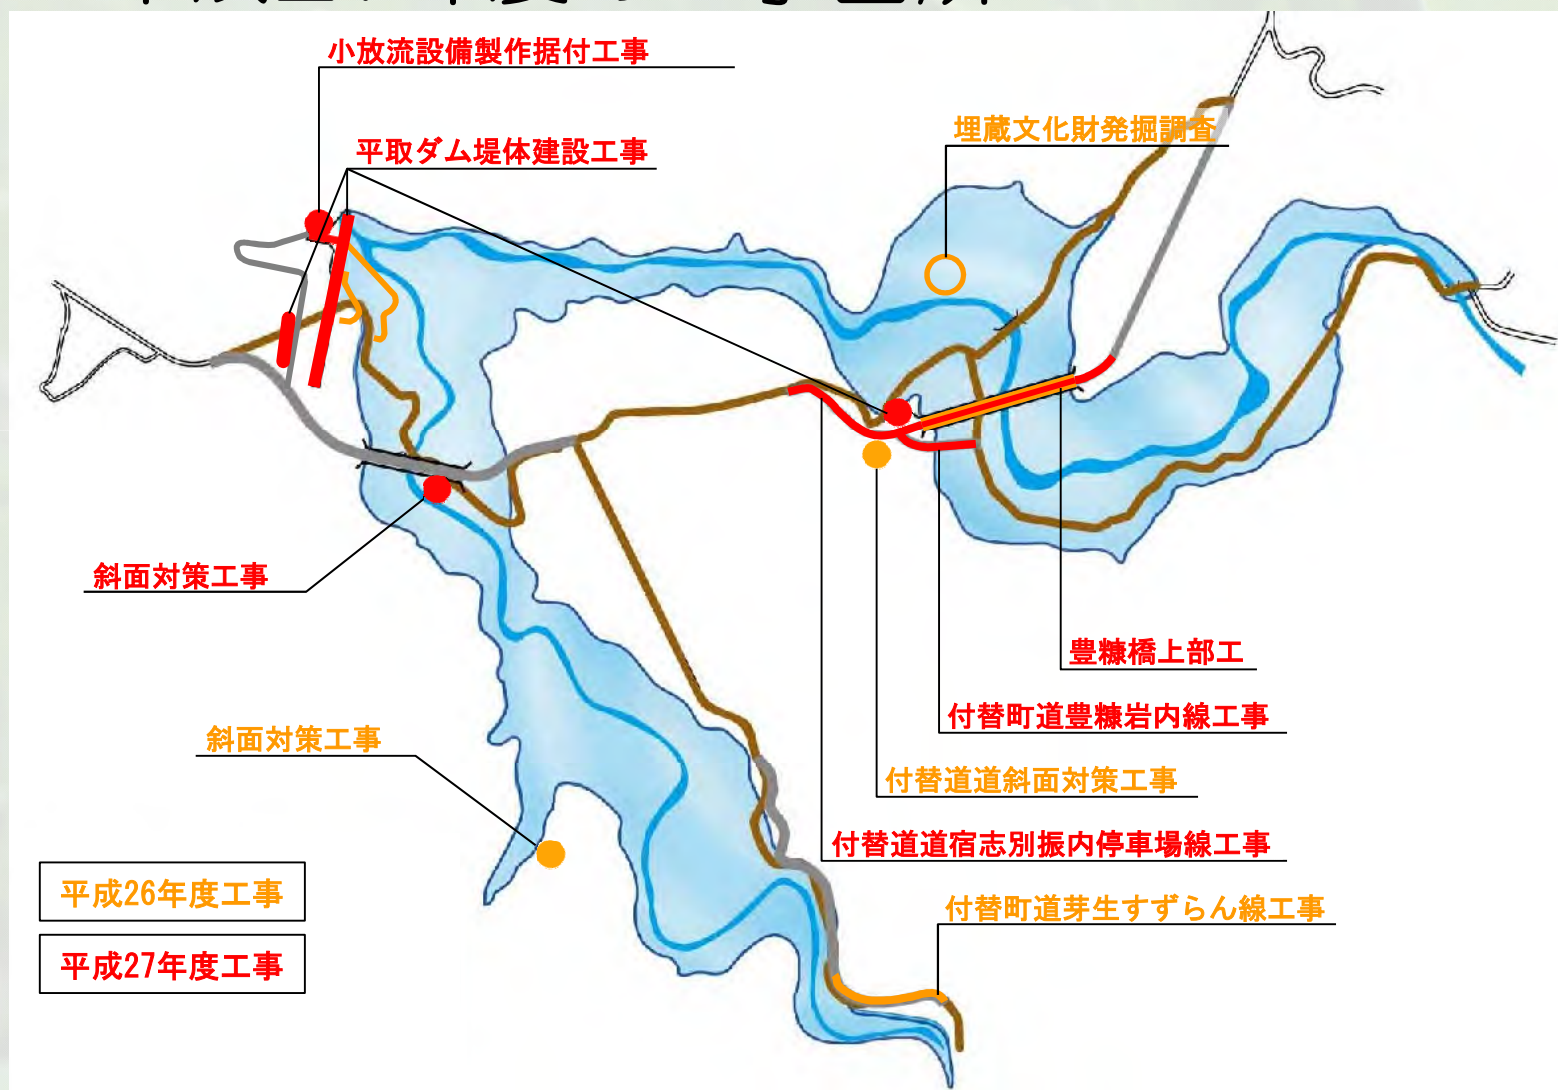 小放流設備製作据付工事
平取ダム堤体建設工事
埋蔵文化財発掘調査
斜面対策工事
豊糠橋上部工
付替町道豊糠岩内線工事
斜面対策工事
付替道道斜面対策工事
付替道道宿志別振内停車場線工事
平成26年度工事
付替町道芽生すずらん線工事
平成27年度工事